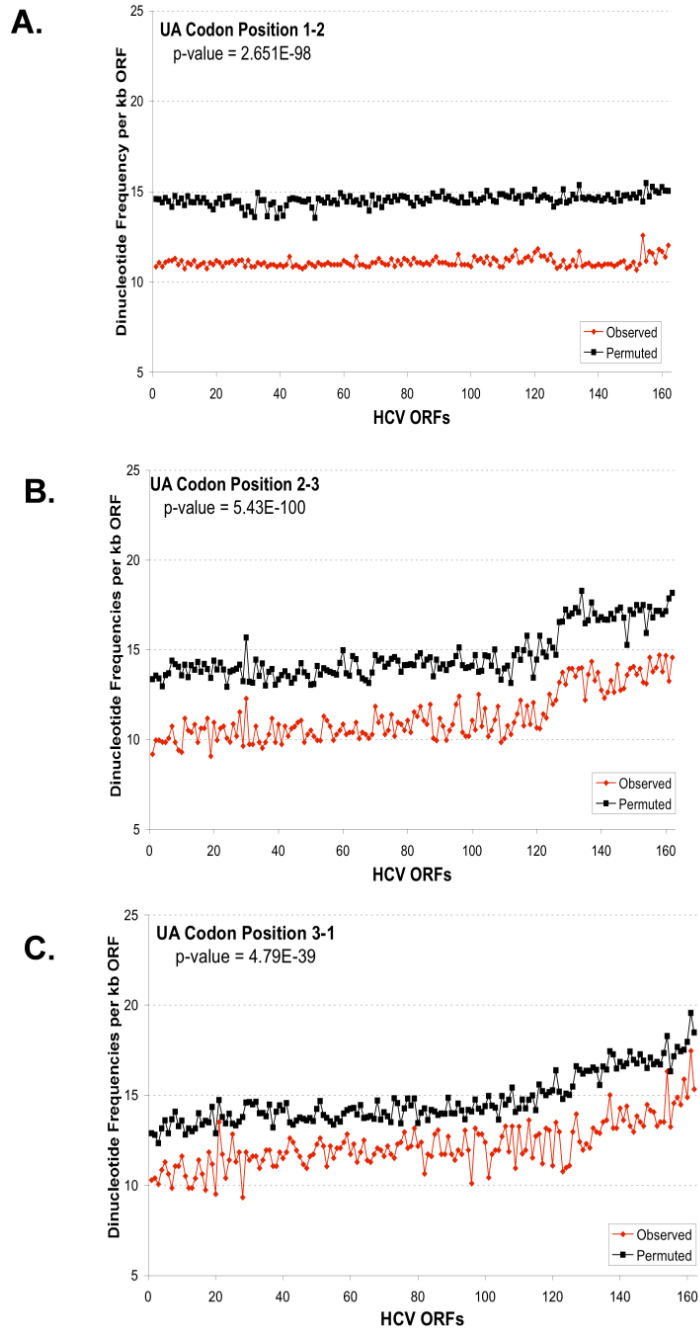 A.
UA Codon Position 1-2
p-value = 2.651E-98
Dinucleotide Frequency per kb ORF
25
20
15
10
5
0 20 40 60 80 100 120 140 160
HCV ORFs
Observed
Permuted
B.
UA Codon Position 2-3
p-value = 5.43E-100
Dinucleotide Frequencies per kb ORF
25
20
15
10
5
0 20 40 60 80 100 120 140 160
HCV ORFs
Observed
Permuted
C.
UA Codon Position 3-1
p-value = 4.79E-39
Dinucleotide Frequencies per kb ORF
25
20
15
10
5
0 20 40 60 80 100 120 140 160
HCV ORFs
Observed
Permuted